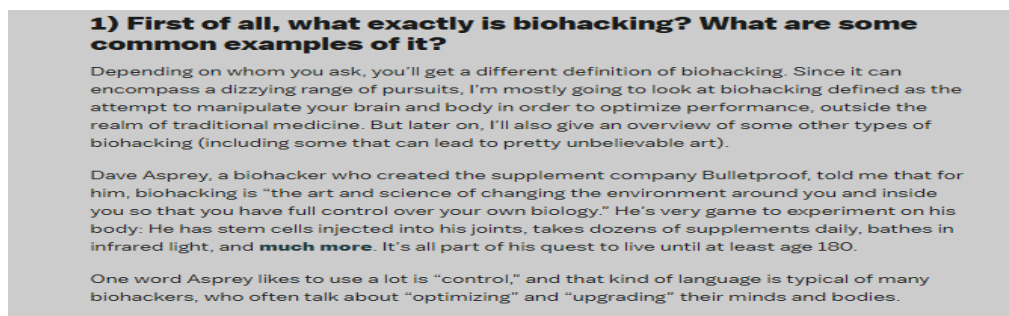 1) First of all, what exactly is biohacking? What are some
common examples of it?
Depending on whom you ask, you’ll get a different definition of biohacking. Since it can
encompass a dizzying range of pursuits, I’m mostly going to look at biohacking defined as the
attempt to manipulate your brain and body in order to optimize performance, outside the
realm of traditional medicine. But later on, I’ll also give an overview of some other types of
biohacking (including some that can lead to pretty unbelievable art).
Dave Asprey, a biohacker who created the supplement company Bulletproof, told me that for
him, biohacking is “the art and science of changing the environment around you and inside
you so that you have full control over your own biology.” He’s very game to experiment on his
body: He has stem cells injected into his joints, takes dozens of supplements daily, bathes in
infrared light, and much more. It’s all part of his quest to live until at least age 180.
One word Asprey likes to use a lot is “control,” and that kind of language is typical of many
biohackers, who often talk about “optimizing” and “upgrading” their minds and bodies.